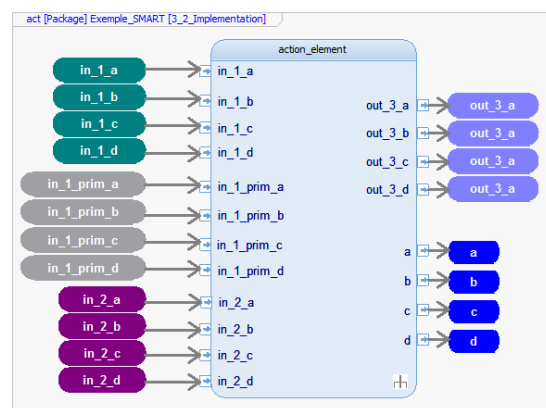 act [Package] Exemple_SMART [3_2_Implementation]
action_element
in_1_a in_1_a
in_1_b in_1_b out_3_a out_3_a
in_1_c in_1_c out_3_b out_3_a
in_1_d in_1_d out_3_c out_3_a
in_1_prim_a in_1_prim_a out_3_d out_3_a
in_1_prim_b in_1_prim_b
in_1_prim_c in_1_prim_c a a
in_1_prim_d in_1_prim_d b b
in_2_a in_2_a c c
in_2_b in_2_b d d
in_2_c in_2_c
in_2_d in_2_d